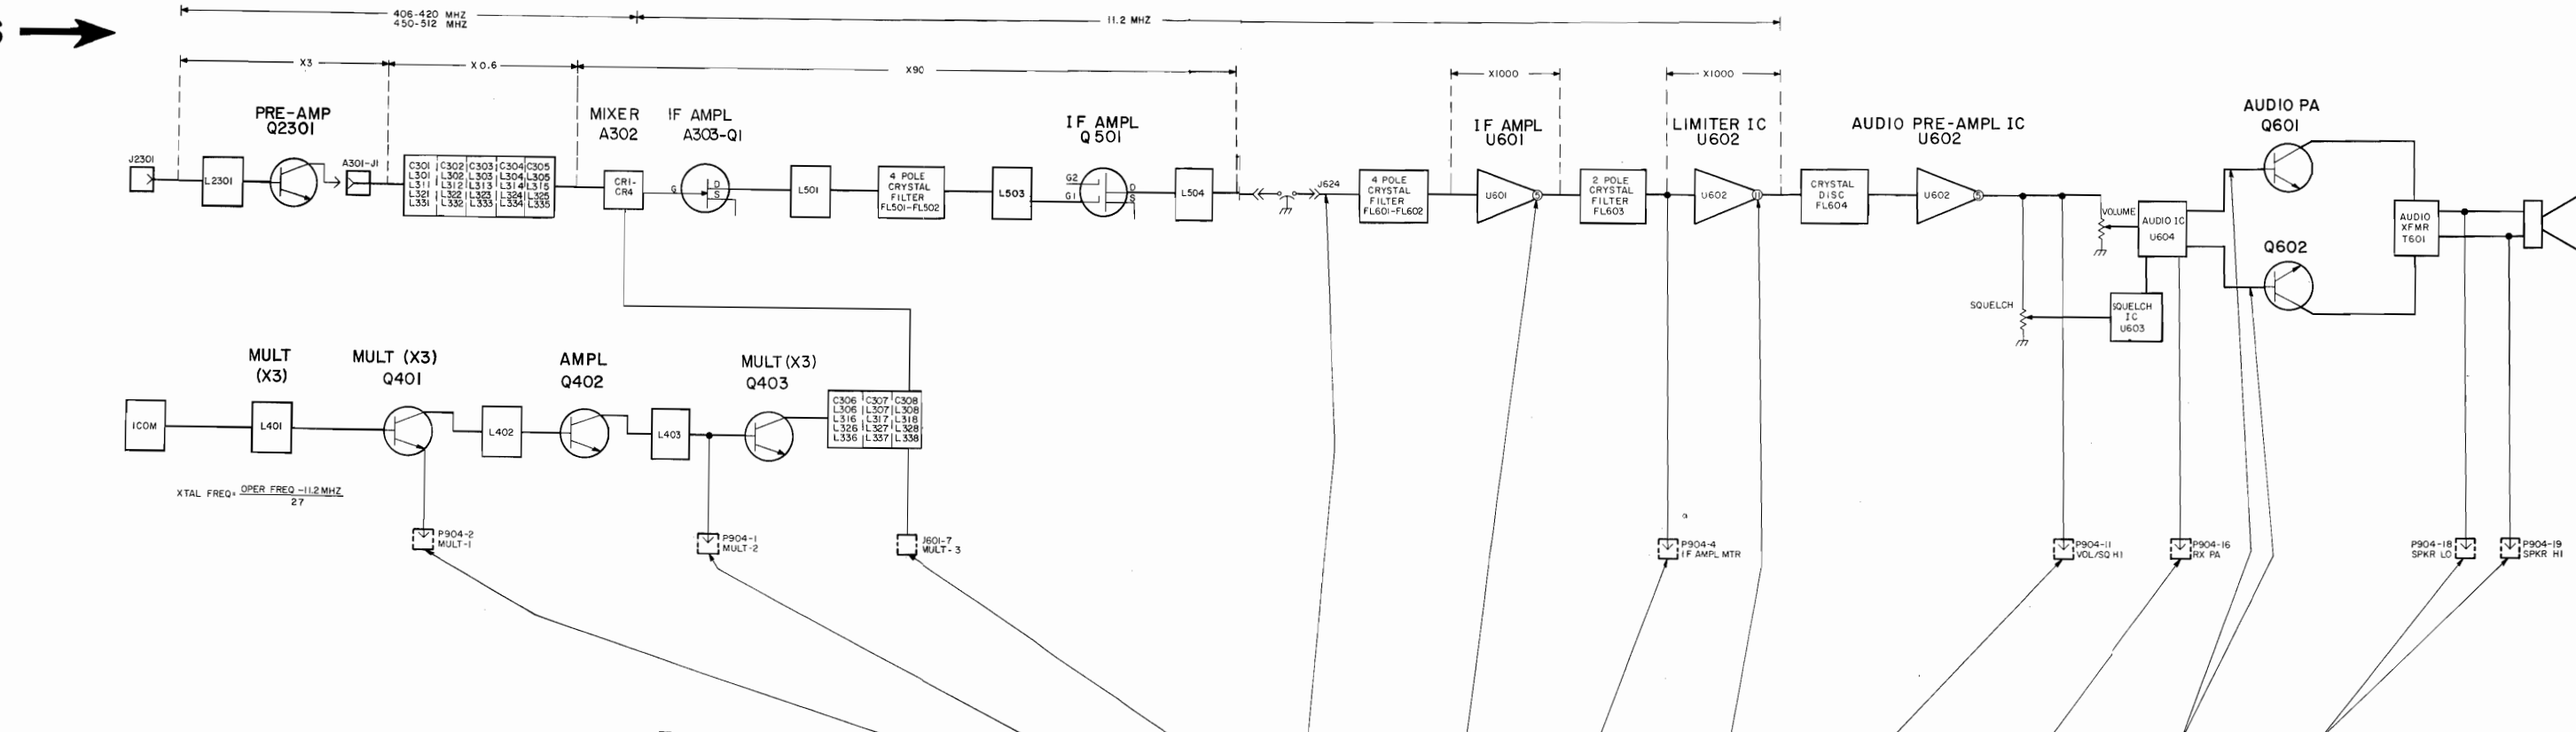 406-420 MHZ
450-512 MHZ
11.2 MHZ
X3
X0.6
X90
X1000
X1000
PRE-AMP
Q2301
MIXER
A302
IF AMPL
A303-Q1
IF AMPL
Q501
IF AMPL
U601
LIMITER IC
U602
AUDIO PRE-AMPL IC
U602
AUDIO PA
Q601
J2301
L2301
A301-J1
C301 C302 C303 C304 C305
L301 L302 L303 L304 L305
L311 L312 L313 L314 L315
L321 L322 L323 L324 L325
L331 L332 L333 L334 L335
CR1-
CR4
G
D
S
L501
4 POLE
CRYSTAL
FILTER
FL501-FL502
L503
G2
G1
D
S
L504
J624
4 POLE
CRYSTAL
FILTER
FL601-FL602
U601
5
2 POLE
CRYSTAL
FILTER
FL603
U602
11
CRYSTAL
DISC
FL604
U602
5
VOLUME
AUDIO IC
U604
AUDIO
XFMR
T601
Q602
SQUELCH
SQUELCH
IC
U603
MULT
(X3)
MULT (X3)
Q401
AMPL
Q402
MULT (X3)
Q403
ICOM
L401
L402
L403
C306 C307 C308
L306 L307 L308
L316 L317 L318
L326 L327 L328
L336 L337 L338
XTAL FREQ= OPER FREQ -11.2 MHZ
27
P904-2
MULT-1
P904-1
MULT-2
J601-7
MULT-3
P904-4
IF AMPL MTR
P904-11
VOL/SQ HI
P904-16
RX PA
P904-18
SPKR LO
P904-19
SPKR HI